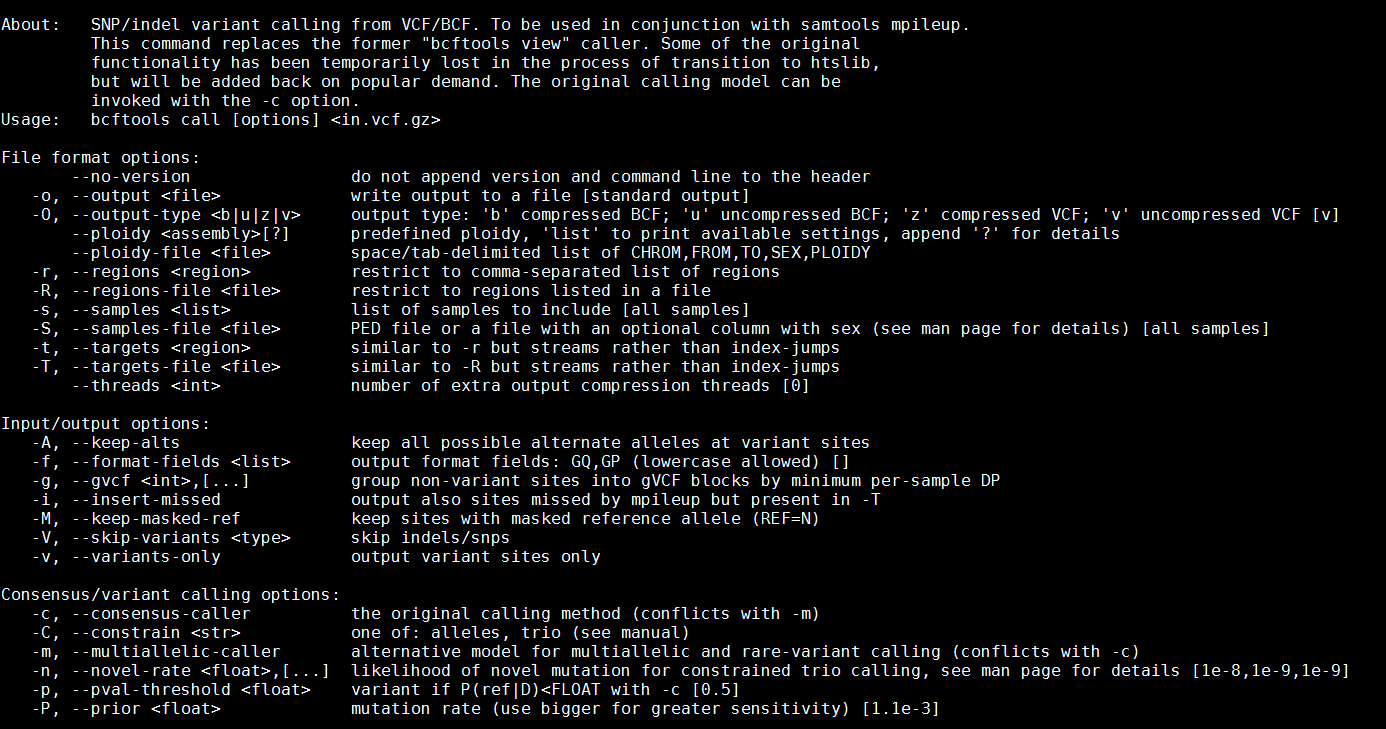 About:   SNP/indel variant calling from VCF/BCF. To be used in conjunction with samtools mpileup.
         This command replaces the former "bcftools view" caller. Some of the original
         functionality has been temporarily lost in the process of transition to htslib,
         but will be added back on popular demand. The original calling model can be
         invoked with the -c option.
Usage:   bcftools call [options] <in.vcf.gz>

File format options:
       --no-version                do not append version and command line to the header
   -o, --output <file>             write output to a file [standard output]
   -O, --output-type <b|u|z|v>     output type: 'b' compressed BCF; 'u' uncompressed BCF; 'z' compressed VCF; 'v' uncompressed VCF [v]
       --ploidy <assembly>[?]      predefined ploidy, 'list' to print available settings, append '?' for details
       --ploidy-file <file>        space/tab-delimited list of CHROM,FROM,TO,SEX,PLOIDY
   -r, --regions <region>          restrict to comma-separated list of regions
   -R, --regions-file <file>       restrict to regions listed in a file
   -s, --samples <list>            list of samples to include [all samples]
   -S, --samples-file <file>       PED file or a file with an optional column with sex (see man page for details) [all samples]
   -t, --targets <region>          similar to -r but streams rather than index-jumps
   -T, --targets-file <file>       similar to -R but streams rather than index-jumps
       --threads <int>             number of extra output compression threads [0]

Input/output options:
   -A, --keep-alts                 keep all possible alternate alleles at variant sites
   -f, --format-fields <list>      output format fields: GQ,GP (lowercase allowed) []
   -g, --gvcf <int>,[...]          group non-variant sites into gVCF blocks by minimum per-sample DP
   -i, --insert-missed             output also sites missed by mpileup but present in -T
   -M, --keep-masked-ref           keep sites with masked reference allele (REF=N)
   -V, --skip-variants <type>      skip indels/snps
   -v, --variants-only             output variant sites only

Consensus/variant calling options:
   -c, --consensus-caller          the original calling method (conflicts with -m)
   -C, --constrain <str>           one of: alleles, trio (see manual)
   -m, --multiallelic-caller       alternative model for multiallelic and rare-variant calling (conflicts with -c)
   -n, --novel-rate <float>,[...]  likelihood of novel mutation for constrained trio calling, see man page for details [1e-8,1e-9,1e-9]
   -p, --pval-threshold <float>    variant if P(ref|D)<FLOAT with -c [0.5]
   -P, --prior <float>             mutation rate (use bigger for greater sensitivity) [1.1e-3]